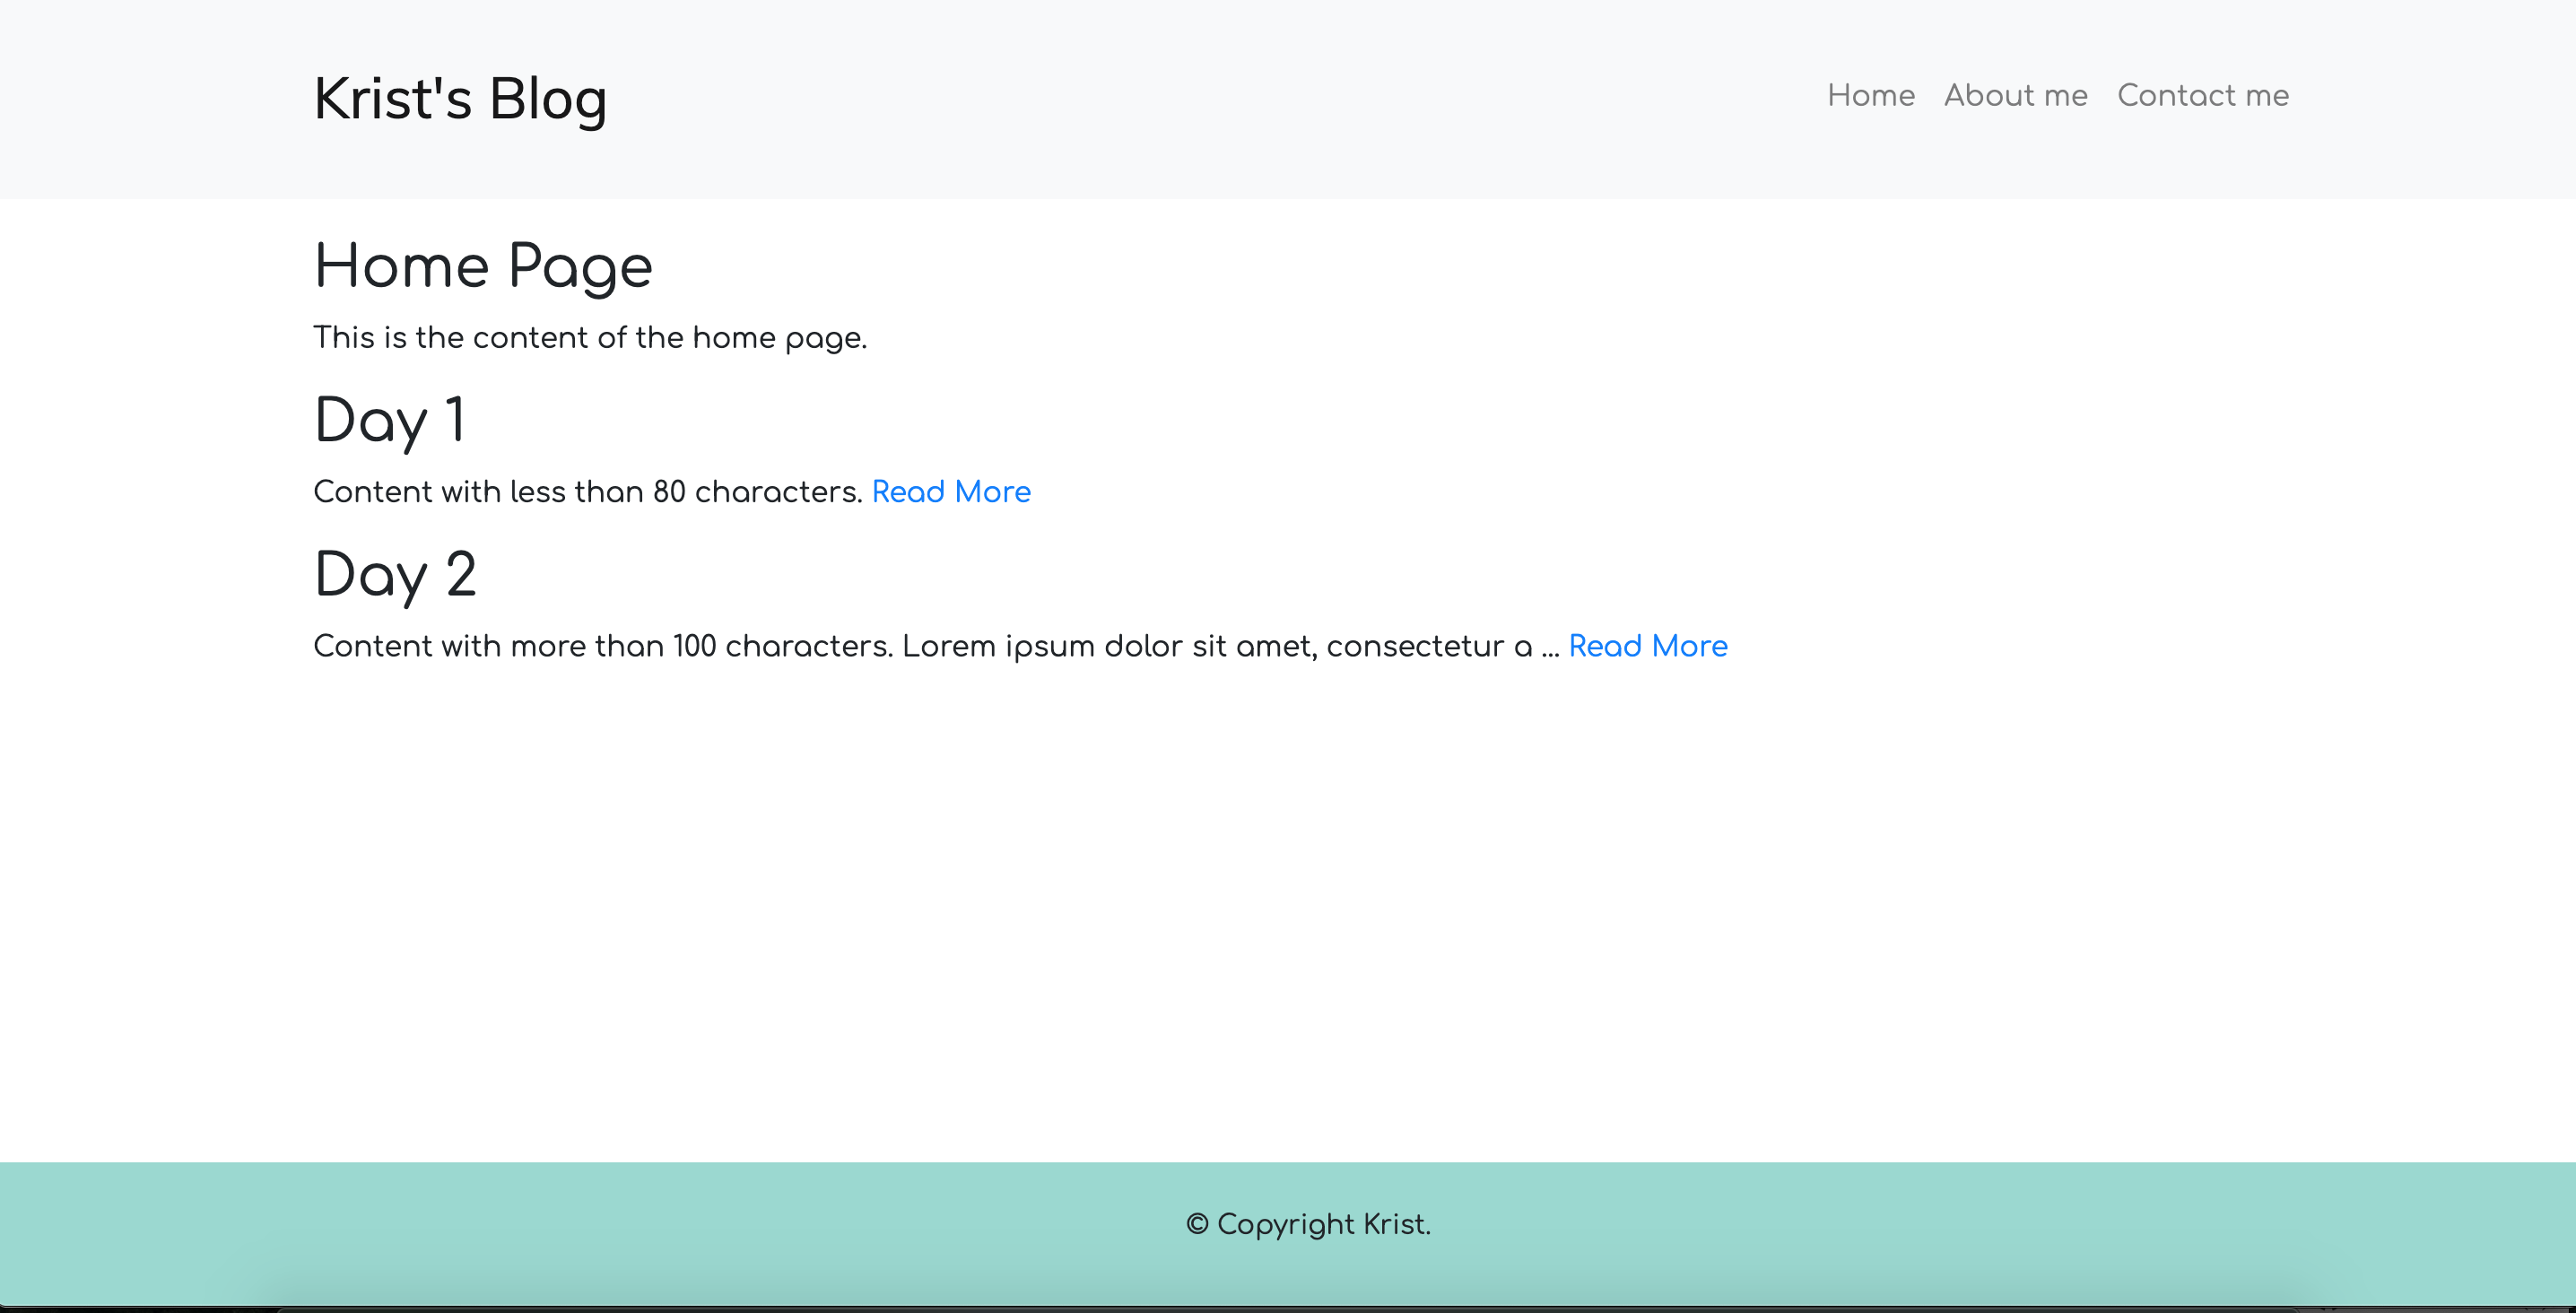 Krist's Blog
Home About me Contact me
Home Page
This is the content of the home page.
Day 1
Content with less than 80 characters. Read More
Day 2
Content with more than 100 characters. Lorem ipsum dolor sit amet, consectetur a ... Read More
© Copyright Krist.